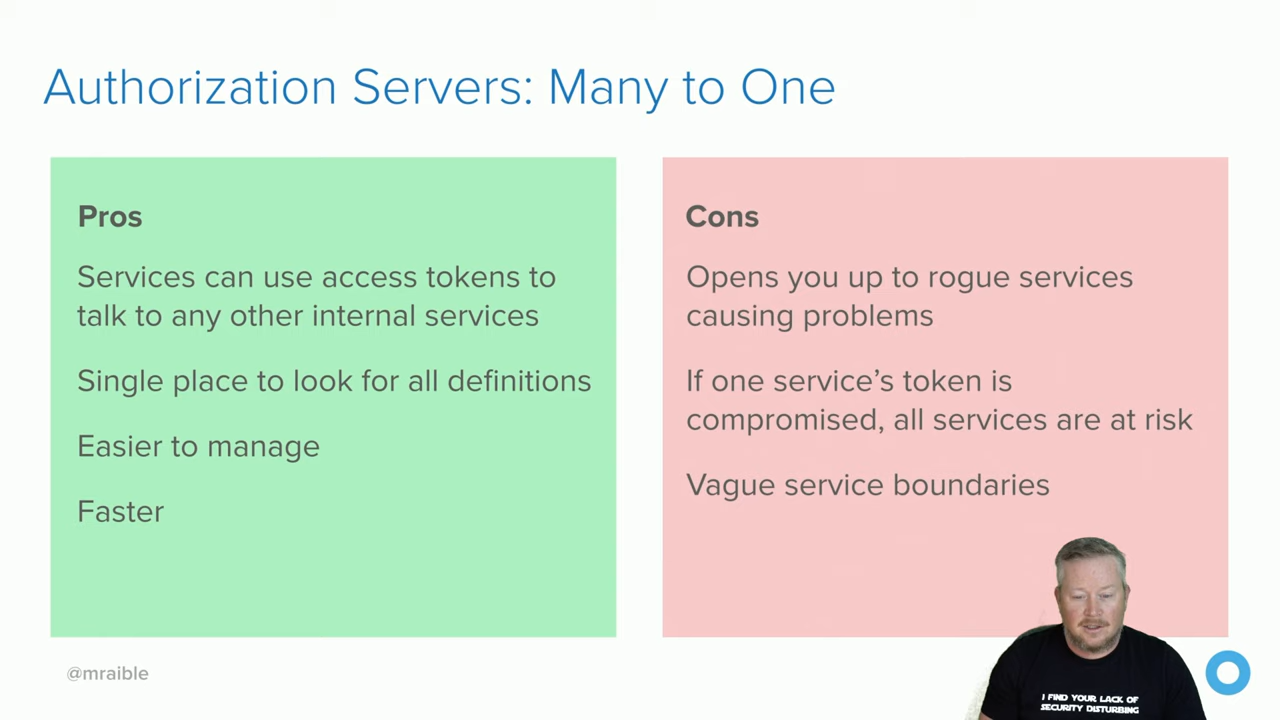 Authorization Servers: Many to One
Pros
Services can use access tokens to
talk to any other internal services
Single place to look for all definitions
Easier to manage
Faster
Cons
Opens you up to rogue services
causing problems
If one service’s token is
compromised, all services are at risk
Vague service boundaries
@mraible
I FIND YOUR LACK OF
SECURITY DISTURBING